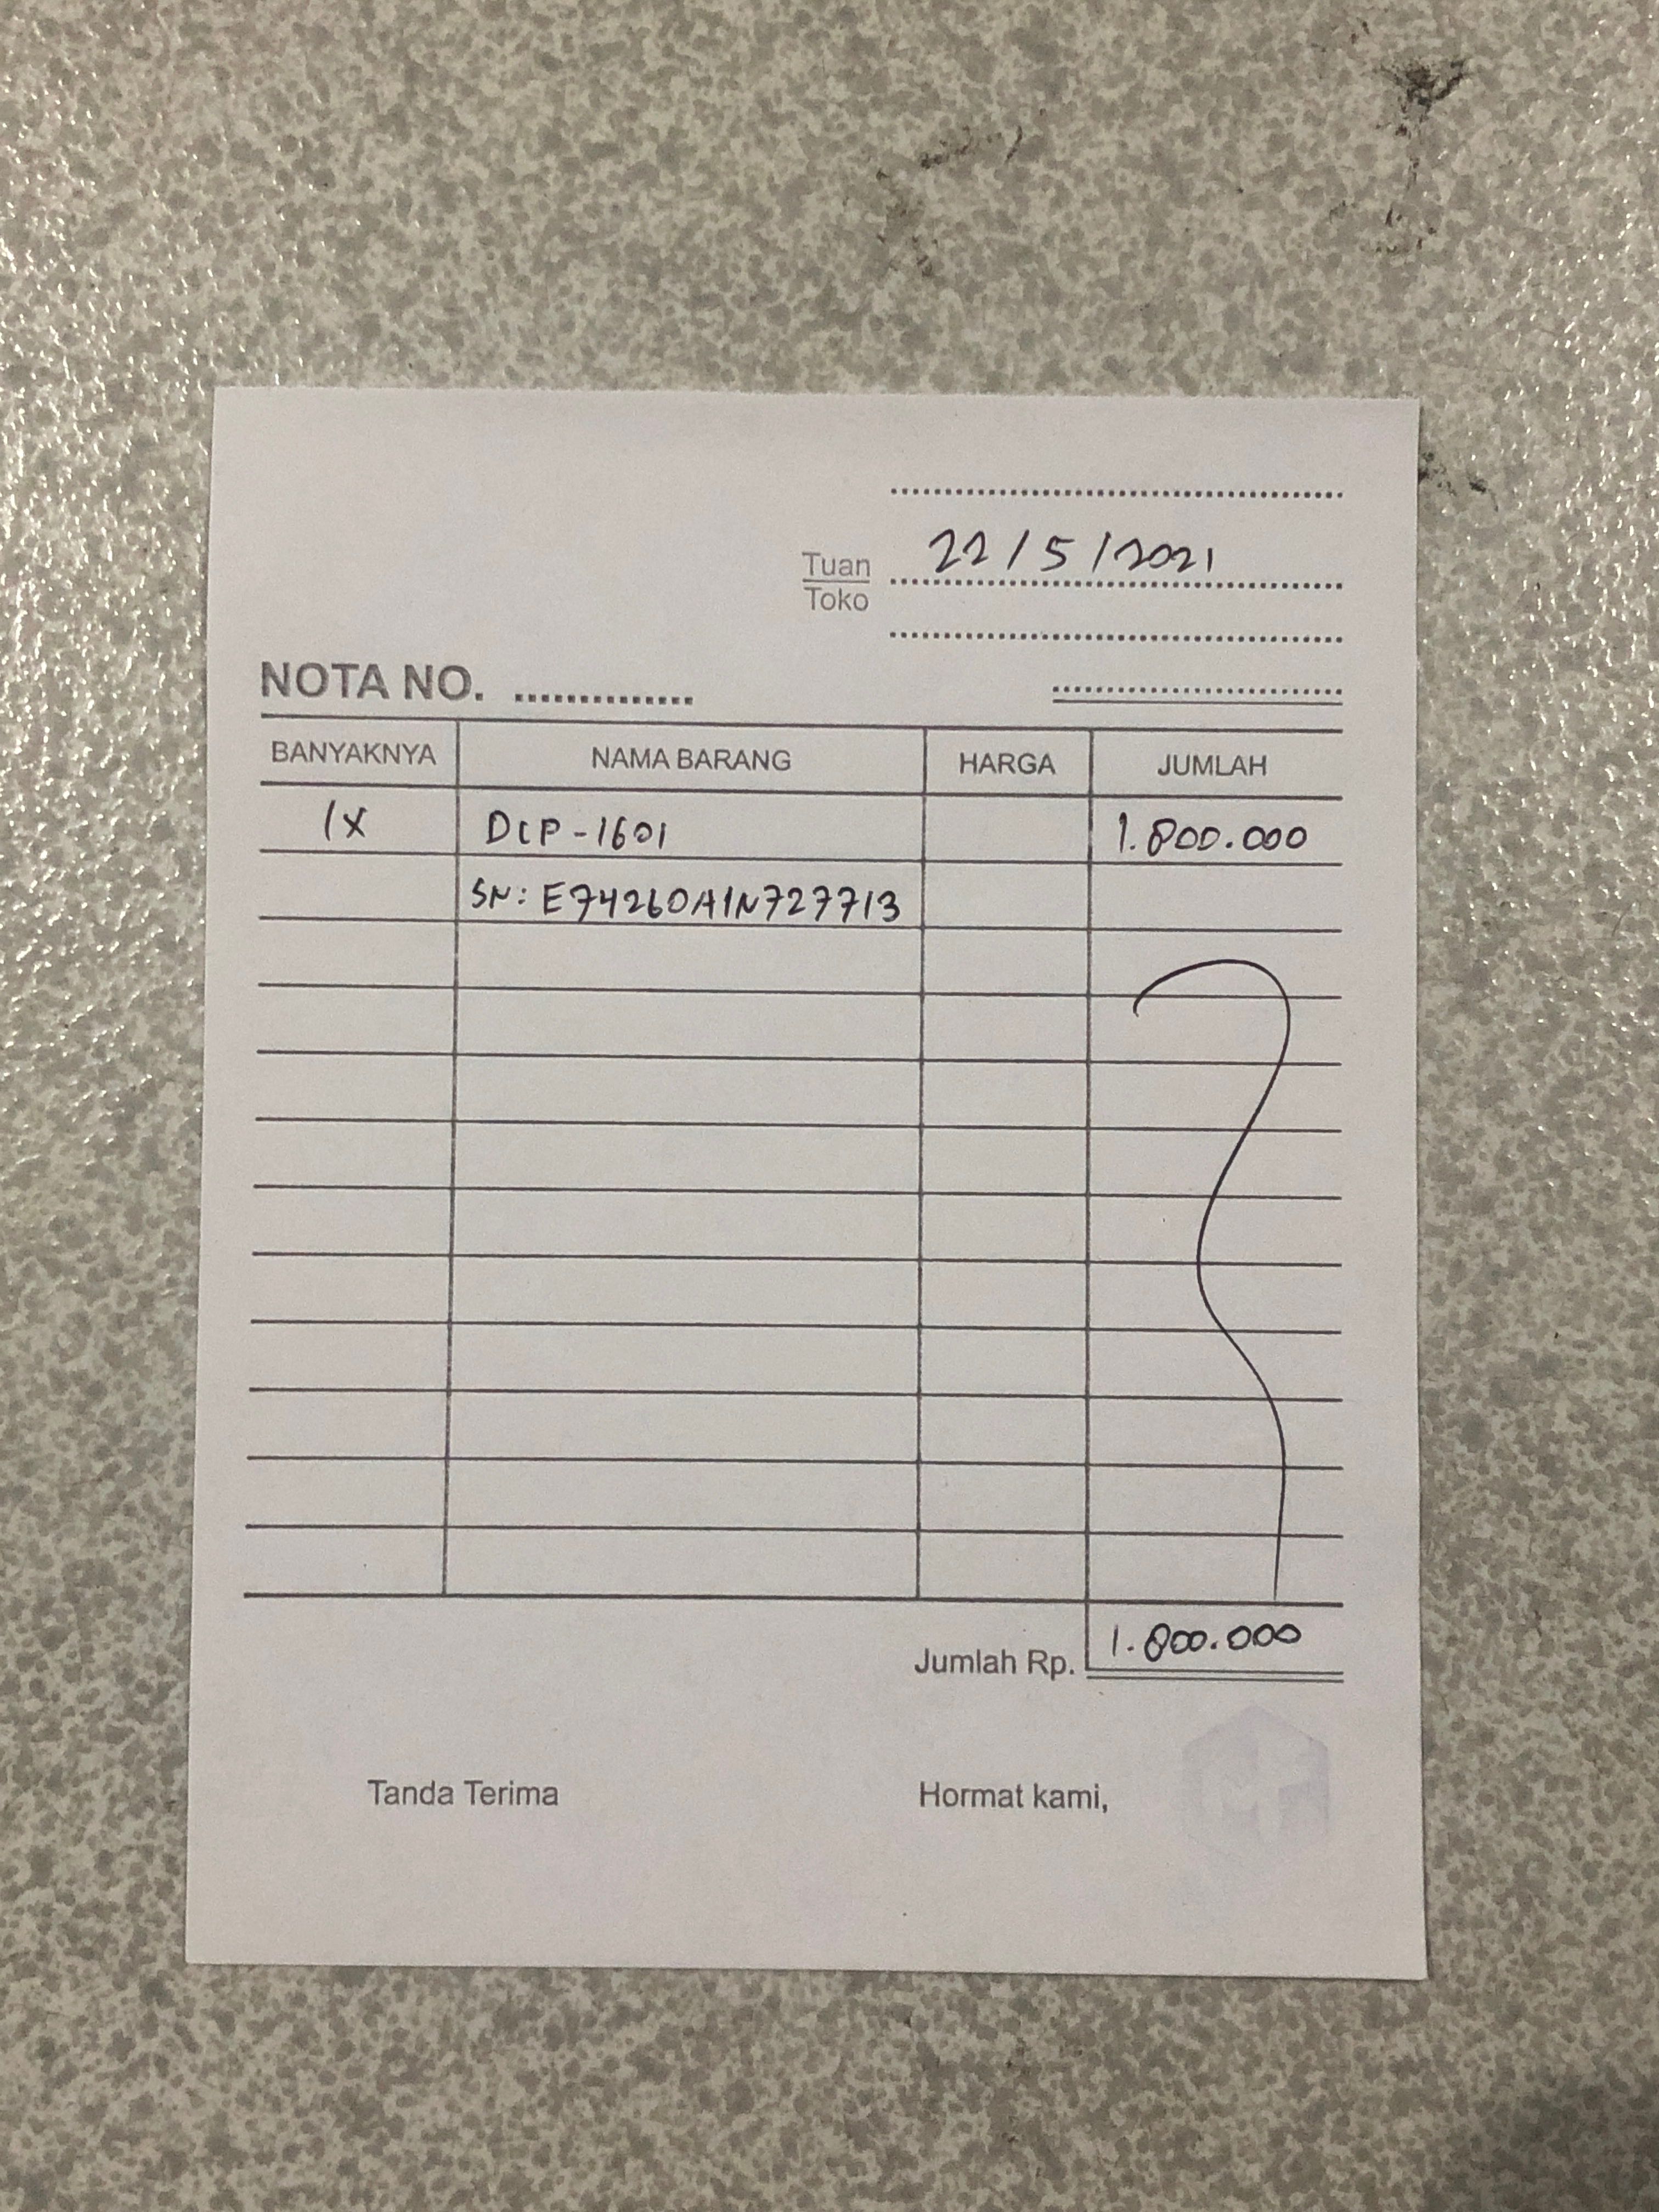 22/5/2021
Tuan
Toko
NOTA NO.
BANYAKNYA NAMA BARANG HARGA JUMLAH
1x DCP-1601 1.800.000
SN: E74260A1N727713
Jumlah Rp. 1.800.000
Tanda Terima Hormat kami,